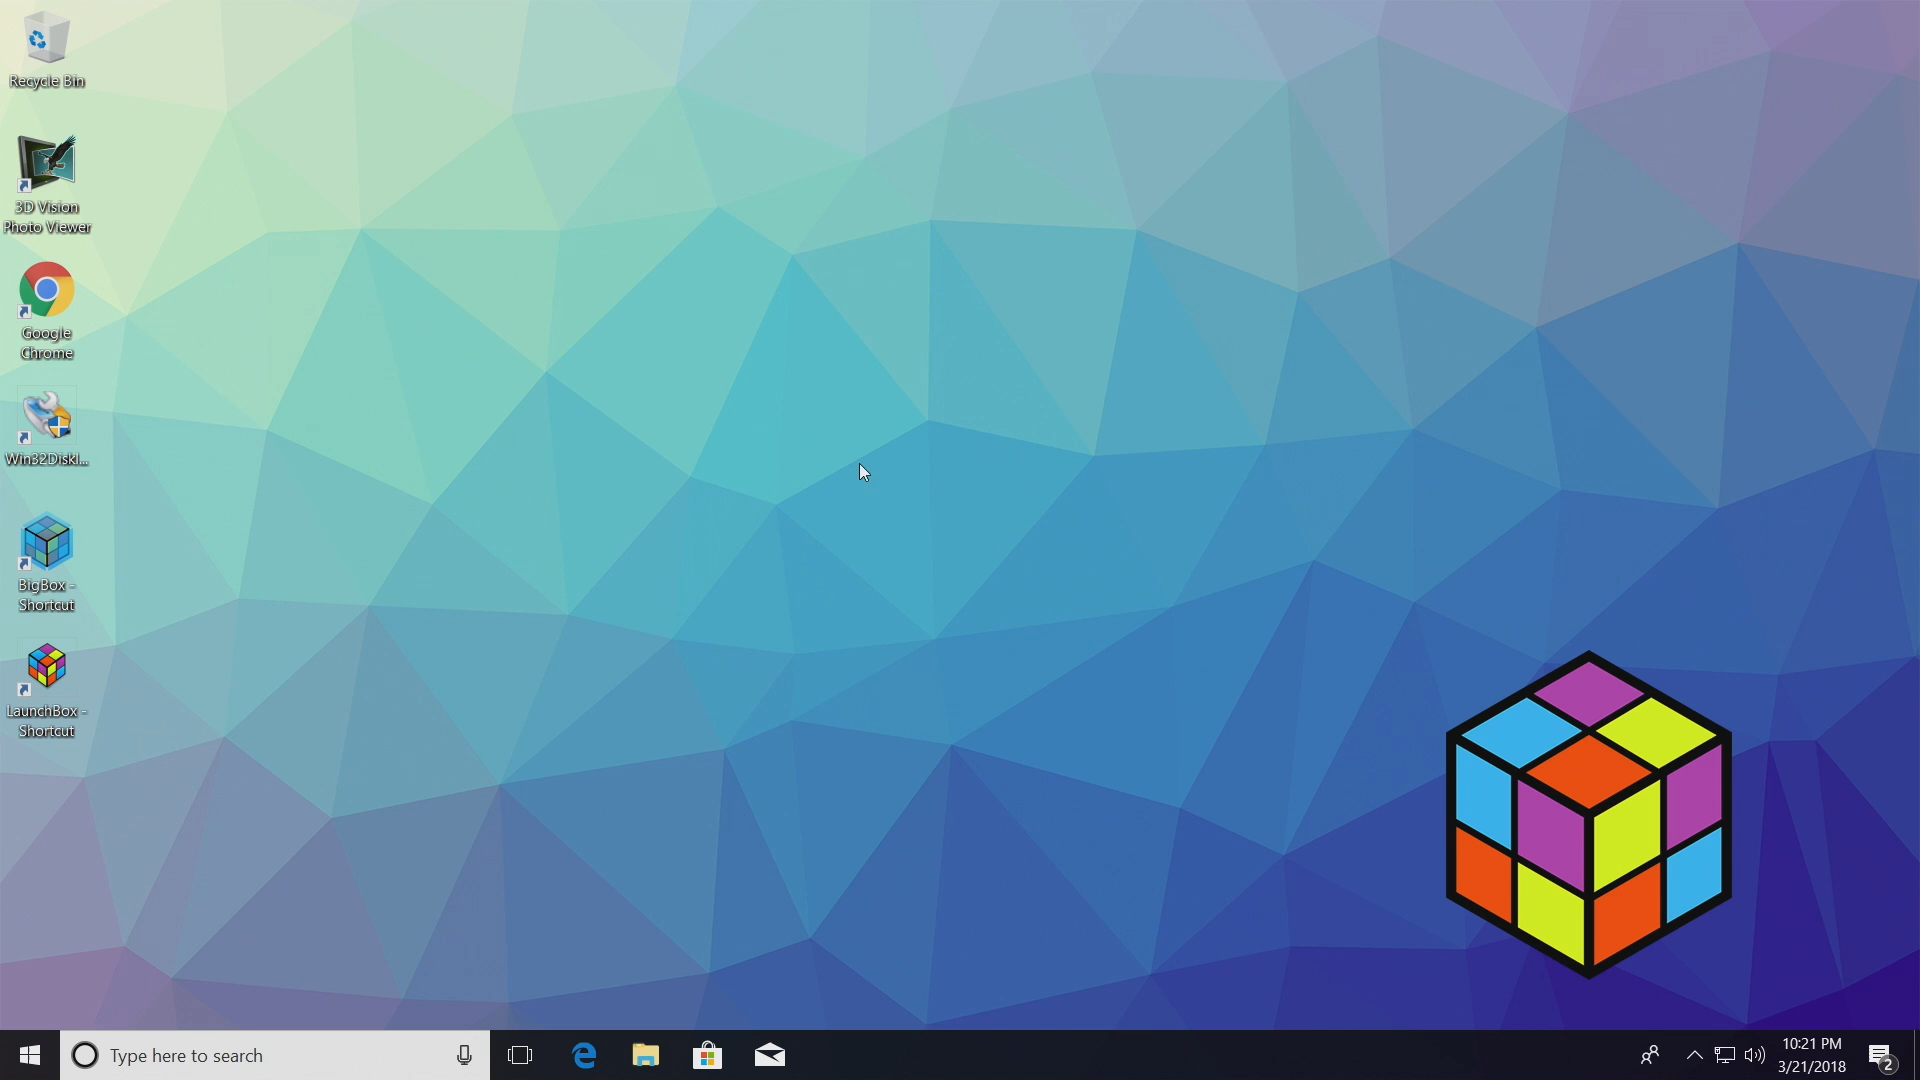 Recycle Bin
3D Vision
Photo Viewer
Google
Chrome
Win32DiskI...
BigBox -
Shortcut
LaunchBox -
Shortcut
Type here to search
10:21 PM
3/21/2018
2